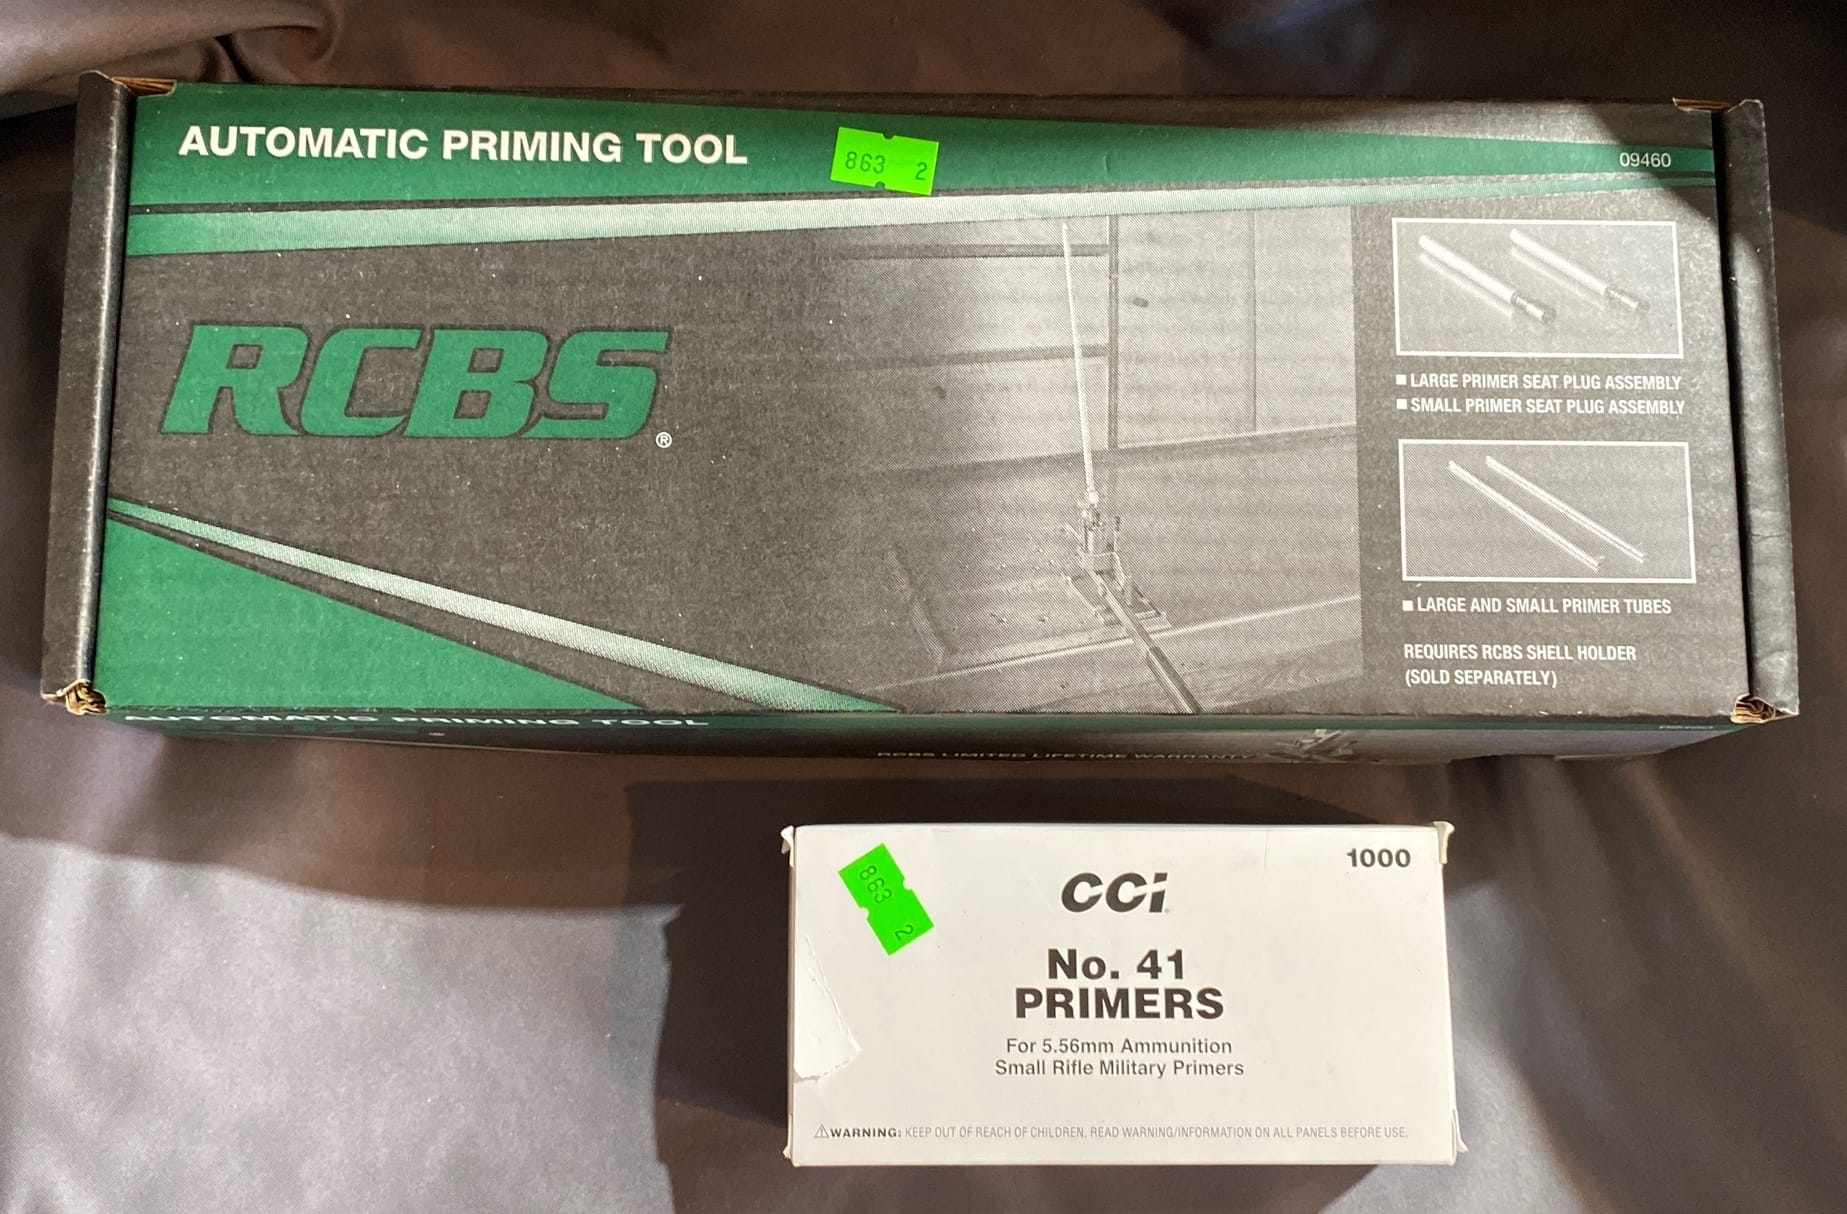 AUTOMATIC PRIMING TOOL
863 2
09460
RCBS®
■ LARGE PRIMER SEAT PLUG ASSEMBLY
■ SMALL PRIMER SEAT PLUG ASSEMBLY
■ LARGE AND SMALL PRIMER TUBES
REQUIRES RCBS SHELL HOLDER
(SOLD SEPARATELY)
AUTOMATIC PRIMING TOOL
RCBS LIMITED LIFETIME WARRANTY
863 2
1000
CCi
No. 41
PRIMERS
For 5.56mm Ammunition
Small Rifle Military Primers
⚠WARNING: KEEP OUT OF REACH OF CHILDREN. READ WARNING/INFORMATION ON ALL PANELS BEFORE USE.